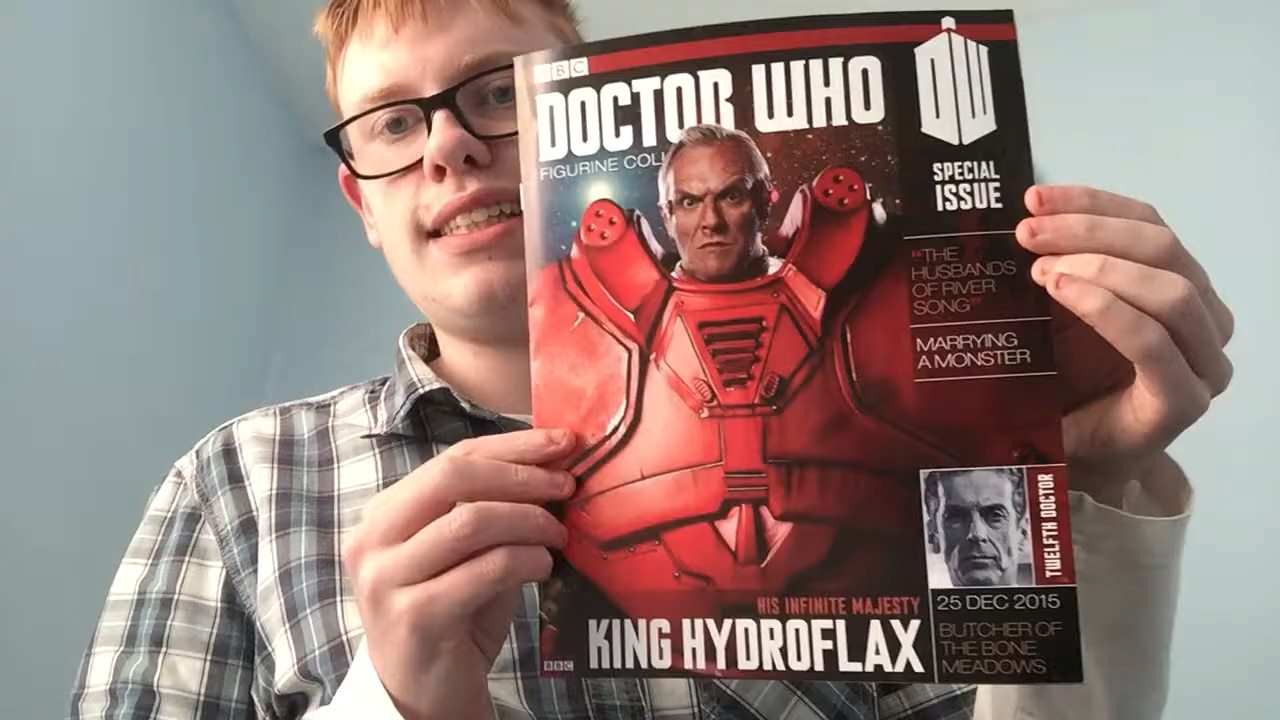 BBC
DOCTOR WHO
FIGURINE COLL
DW
SPECIAL
ISSUE
"THE
HUSBANDS
OF RIVER
SONG"
MARRYING
A MONSTER
TWELFTH DOCTOR
25 DEC 2015
BUTCHER OF
THE BONE
MEADOWS
HIS INFINITE MAJESTY
KING HYDROFLAX
BBC